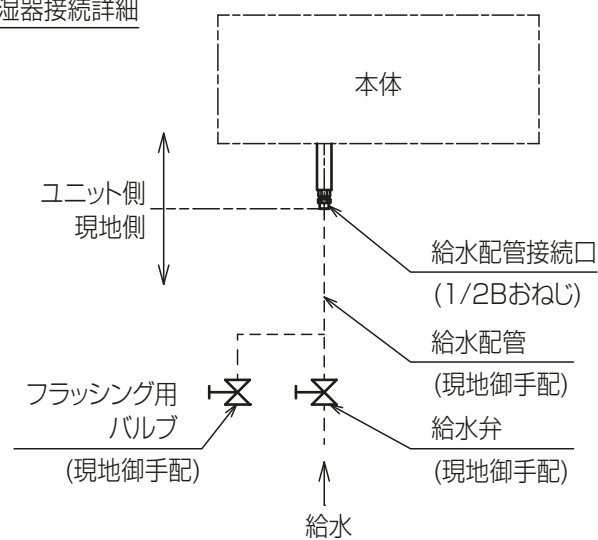 湿器接続詳細
本体
ユニット側
現地側
給水配管接続口
(1/2Bおねじ)
給水配管
(現地御手配)
フラッシング用
バルブ
(現地御手配)
給水弁
(現地御手配)
給水